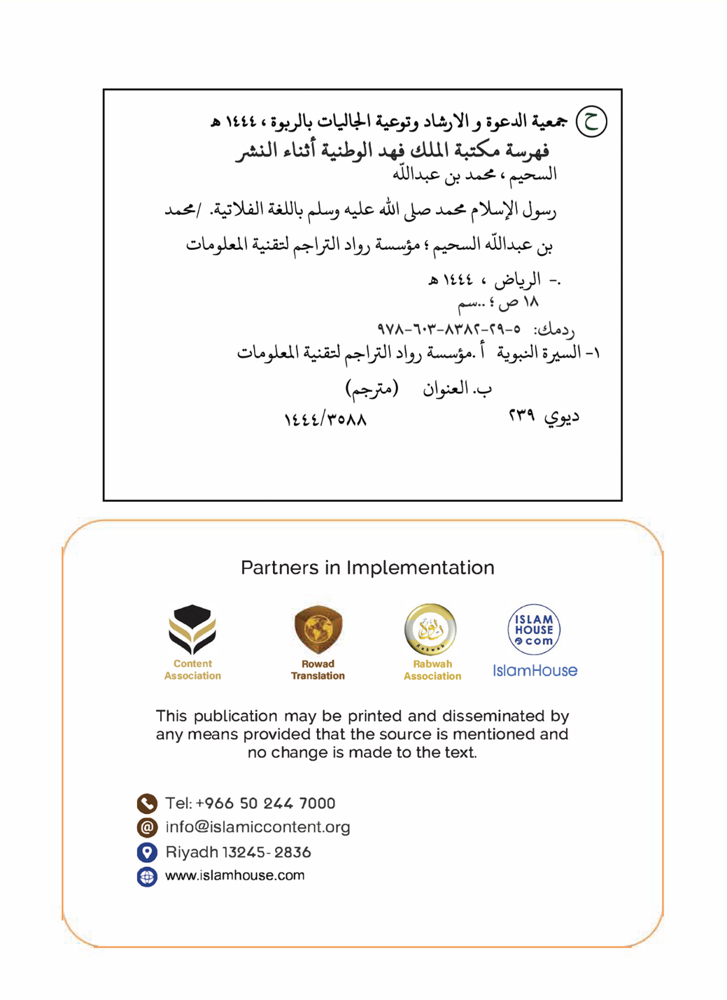 ح جمعية الدعوة و الارشاد وتوعية الجاليات بالربوة ، ١٤٤٤ هـ
فهرسة مكتبة الملك فهد الوطنية أثناء النشر
السحيم ، محمد بن عبدالله
رسول الإسلام محمد صلى الله عليه وسلم باللغة الفلاتية. /محمد
بن عبدالله السحيم ؛ مؤسسة رواد التراجم لتقنية المعلومات
.- الرياض ، ١٤٤٤ هـ
١٨ ص ؛ ..سم
ردمك: ٥-٢٩-٨٣٨٢-٦٠٣-٩٧٨
١- السيرة النبوية أ .مؤسسة رواد التراجم لتقنية المعلومات
ب. العنوان (مترجم)
ديوي ٢٣٩ ١٤٤٤/٣٥٨٨
Partners in Implementation
Content Association
Rowad Translation
Rabwah
Rabwah Association
ISLAM HOUSE .com
IslamHouse
This publication may be printed and disseminated by
any means provided that the source is mentioned and
no change is made to the text.
Tel: +966 50 244 7000
info@islamiccontent.org
Riyadh 13245- 2836
www.islamhouse.com